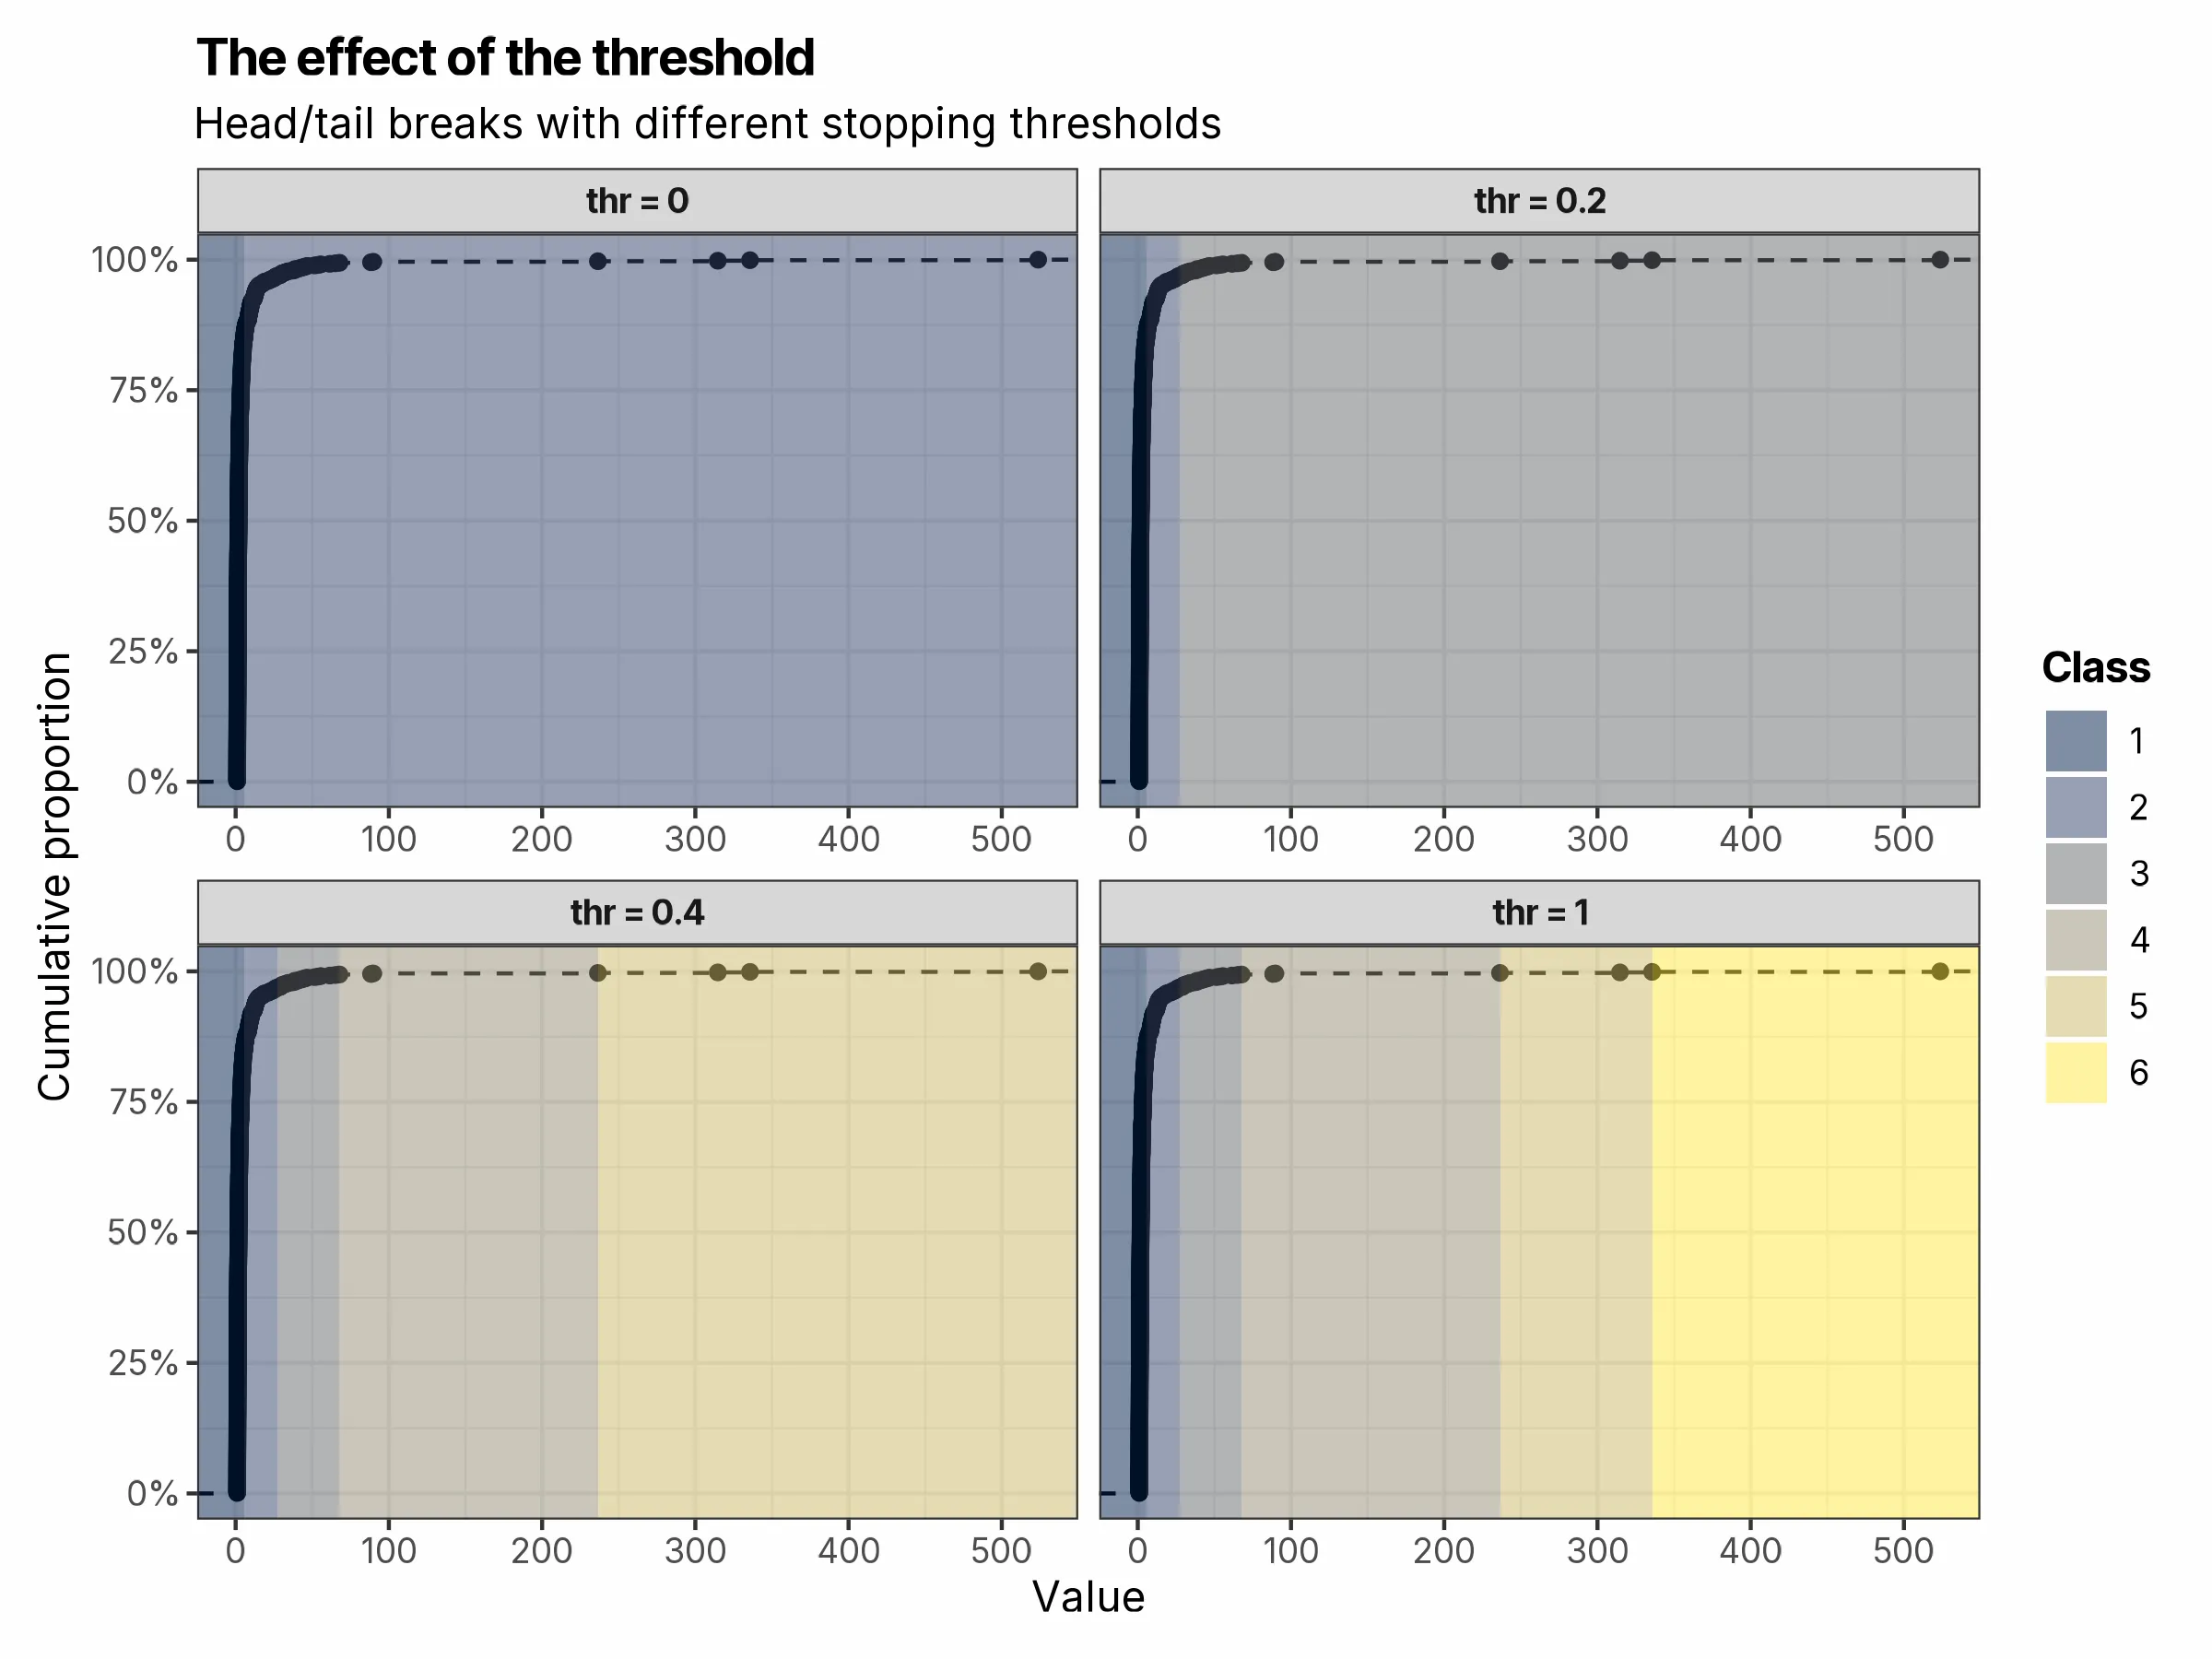 The effect of the threshold
Head/tail breaks with different stopping thresholds
thr = 0
thr = 0.2
100%
75%
50%
25%
0%
0 100 200 300 400 500
0 100 200 300 400 500
thr = 0.4
thr = 1
100%
75%
50%
25%
0%
0 100 200 300 400 500
0 100 200 300 400 500
Cumulative proportion
Value
Class
1
2
3
4
5
6